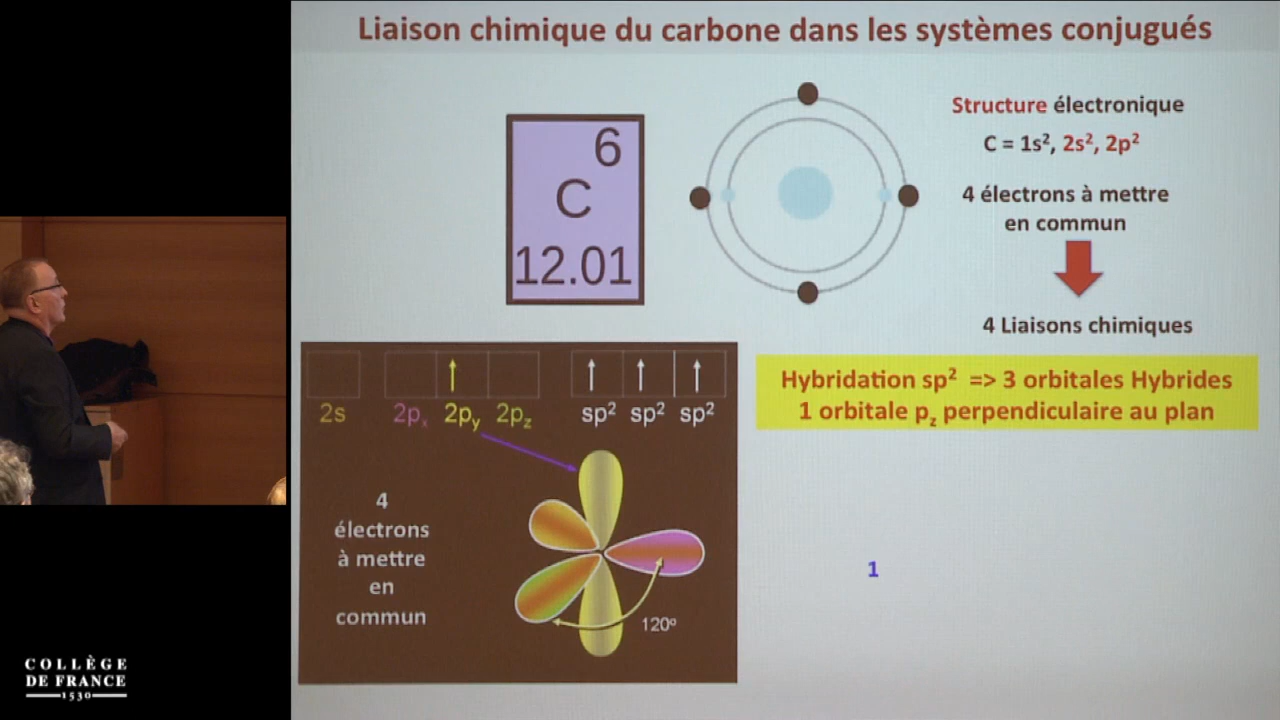 Liaison chimique du carbone dans les systèmes conjugués
6
C
12.01
Structure électronique
C = 1s², 2s², 2p²
4 électrons à mettre
en commun
4 Liaisons chimiques
Hybridation sp² => 3 orbitales Hybrides
1 orbitale pz perpendiculaire au plan
2s 2px 2py 2pz sp² sp² sp²
4
électrons
à mettre
en
commun
120º
1
COLLÈGE
DE FRANCE
1530